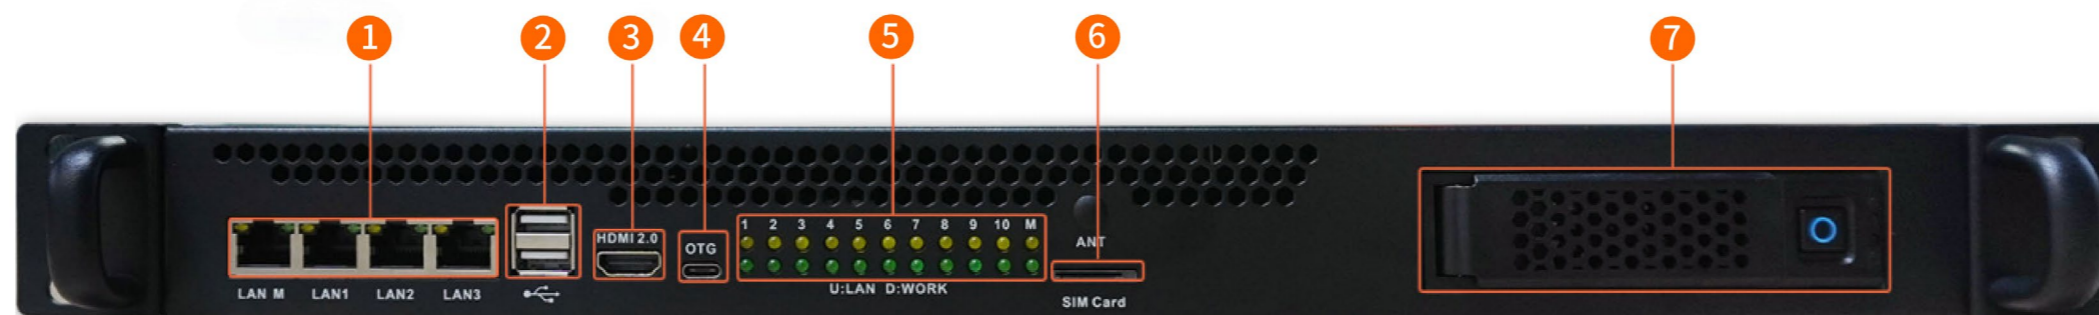 1 2 3 4 5 6 7
1 2 3 4 5 6 7 8 9 10 M
HDMI 2.0
OTG
ANT
LAN M LAN1 LAN2 LAN3
U:LAN D:WORK
SIM Card